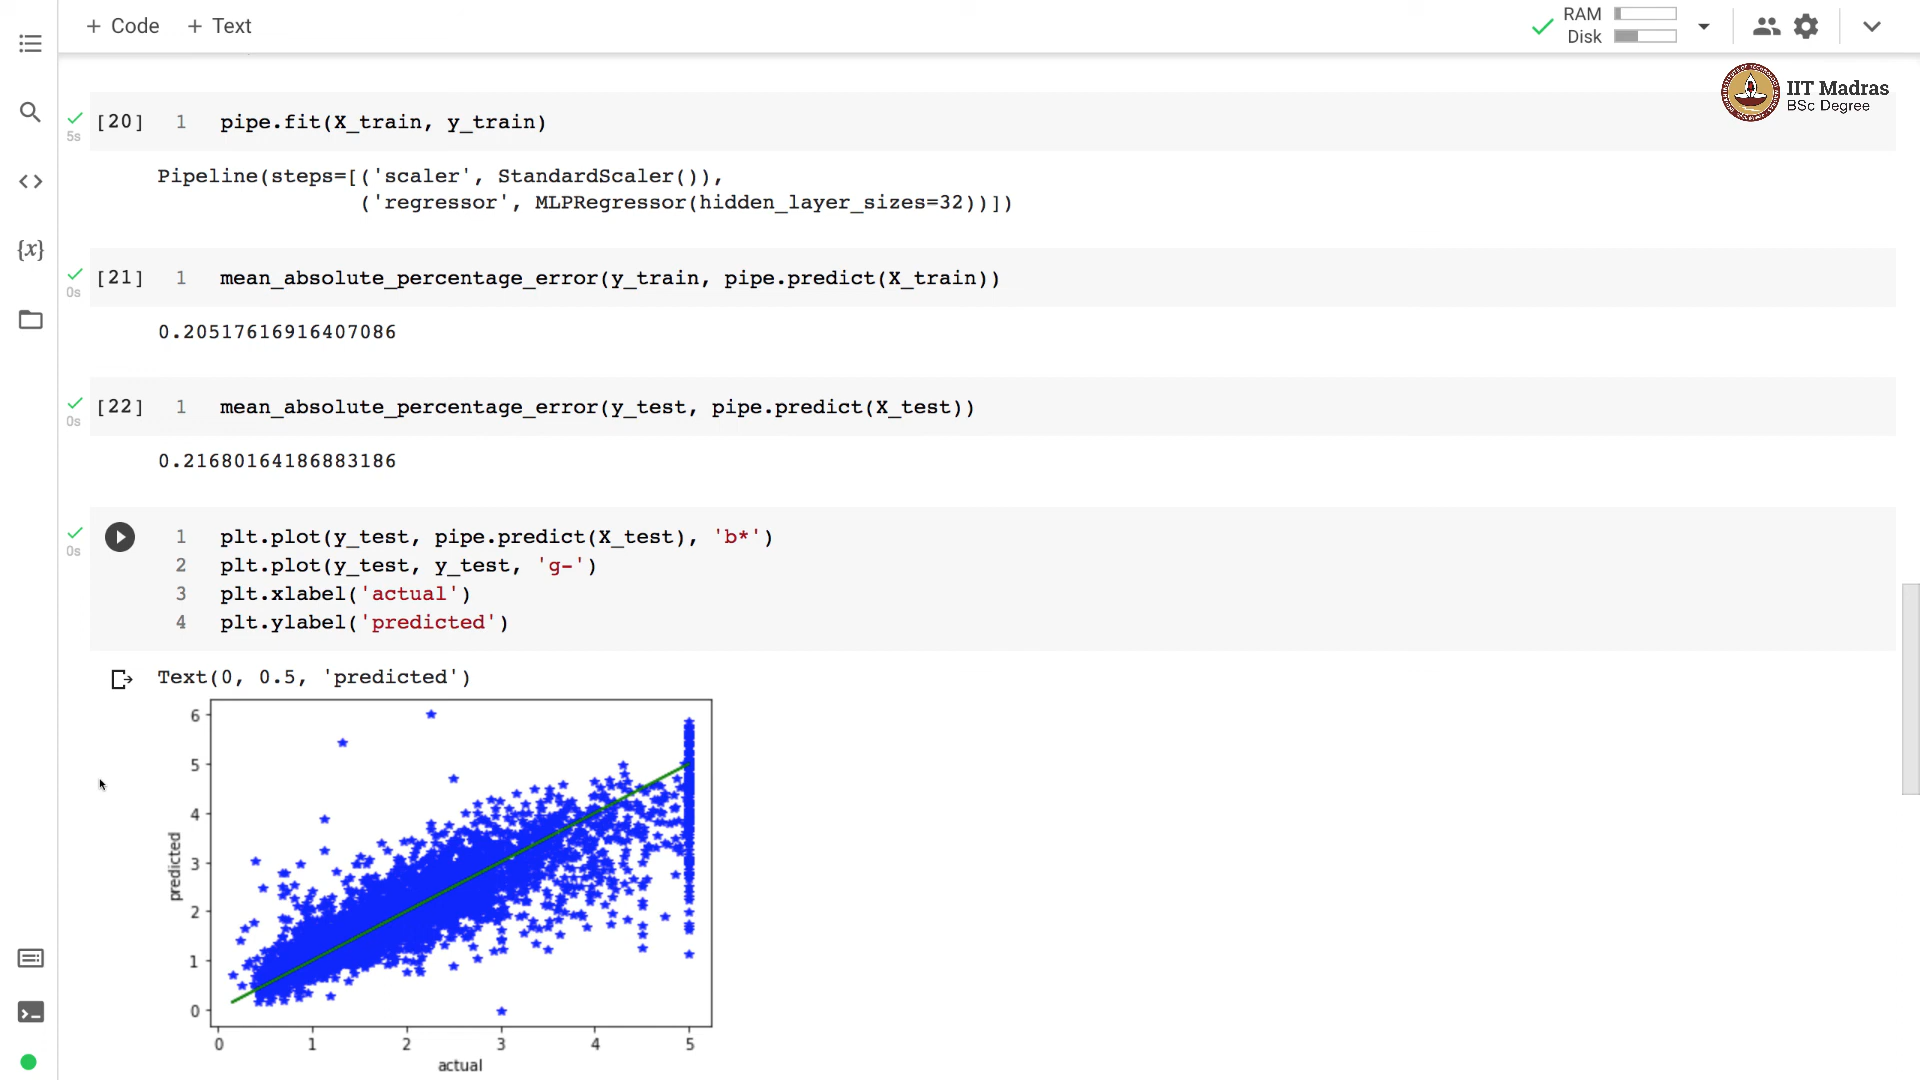 + Code + Text
RAM
Disk
IIT Madras
BSc Degree
5s [20] 1 pipe.fit(X_train, y_train)
Pipeline(steps=[('scaler', StandardScaler()),
('regressor', MLPRegressor(hidden_layer_sizes=32))])
{x}
0s [21] 1 mean_absolute_percentage_error(y_train, pipe.predict(X_train))
0.20517616916407086
0s [22] 1 mean_absolute_percentage_error(y_test, pipe.predict(X_test))
0.21680164186883186
0s 1 plt.plot(y_test, pipe.predict(X_test), 'b*')
2 plt.plot(y_test, y_test, 'g-')
3 plt.xlabel('actual')
4 plt.ylabel('predicted')
Text(0, 0.5, 'predicted')
6
5
4
3
2
1
0
predicted
0 1 2 3 4 5
actual